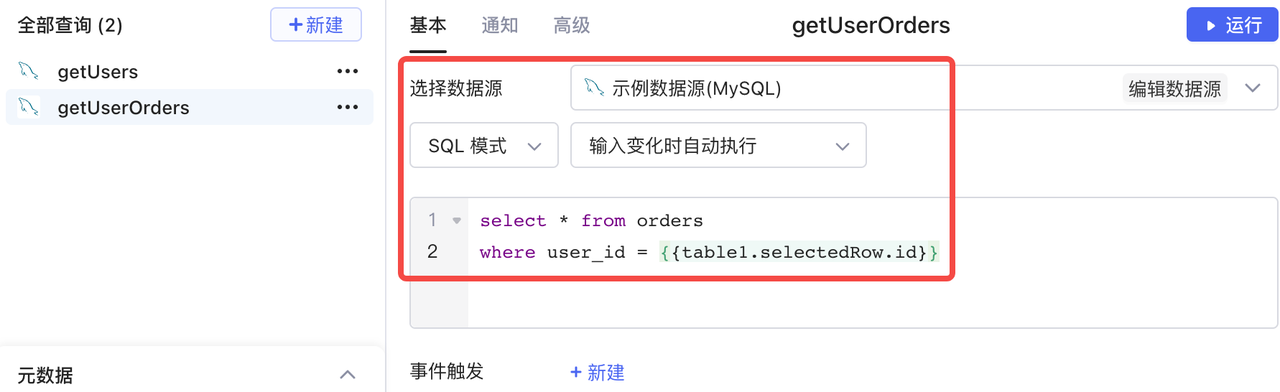 全部查询 (2)
+新建
getUsers
getUserOrders
元数据
基本 通知 高级
getUserOrders
运行
选择数据源
示例数据源(MySQL)
编辑数据源
SQL 模式
输入变化时自动执行
1 select * from orders
2 where user_id = {{table1.selectedRow.id}}
事件触发
+ 新建